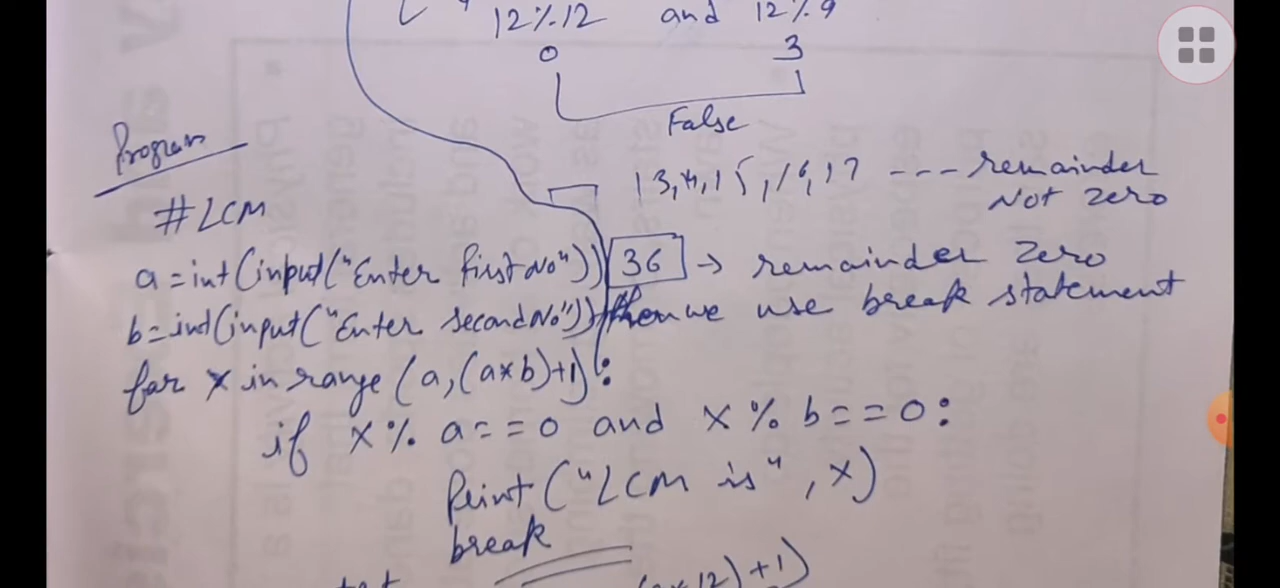 12%12 and 12%9
0 3
False
Program
13,14,15,16,17 --- remainder
Not zero
#LCM
a=int(input("Enter first No")) 36 → remainder zero
b=int(input("Enter second No")) then we use break statement
for x in range (a,(a×b)+1):
if x% a==0 and x% b==0:
Print("LCM is", x)
break
×12)+1)